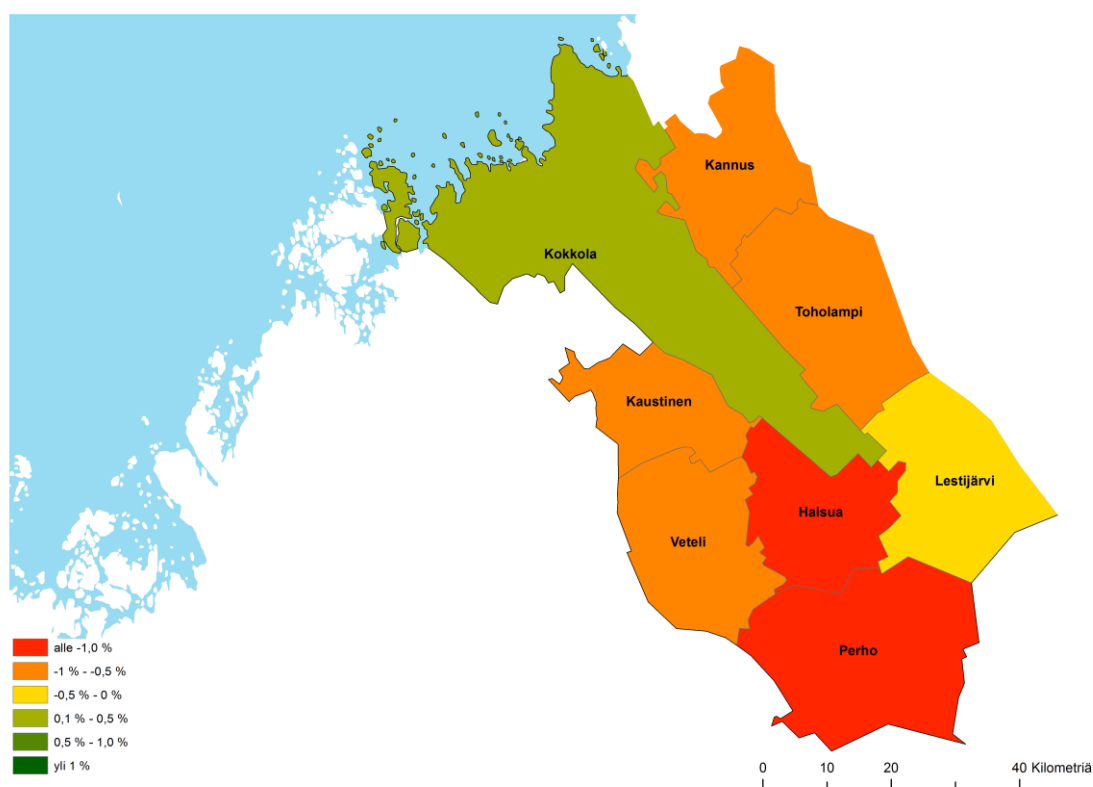 Kannus
Kokkola
Toholampi
Kaustinen
Lestijärvi
Halsua
Veteli
Perho
alle -1,0 %
-1 % - -0,5 %
-0,5 % - 0 %
0,1 % - 0,5 %
0,5 % - 1,0 %
yli 1 %
0 10 20 40 Kilometriä